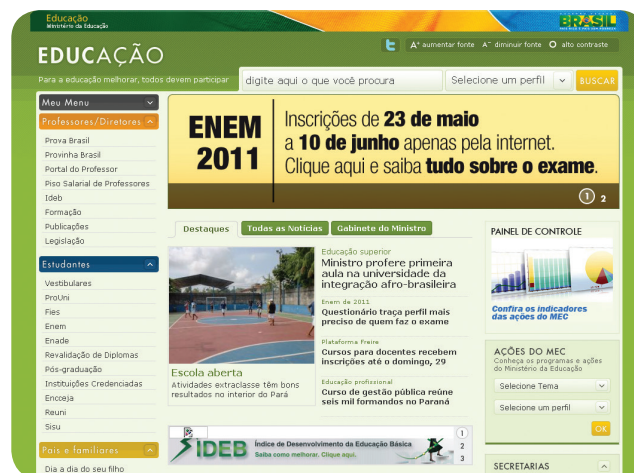 Educação
Ministério da Educação
BRASIL
EDUCAÇÃO
A+ aumentar fonte A- diminuir fonte alto contraste
Para a educação melhorar, todos devem participar
digite aqui o que você procura
Selecione um perfil
BUSCAR
Meu Menu
Professores/Diretores
Prova Brasil
Provinha Brasil
Portal do Professor
Piso Salarial de Professores
Ideb
Formação
Publicações
Legislação
Estudantes
Vestibulares
ProUni
Fies
Enem
Enade
Revalidação de Diplomas
Pós-graduação
Instituições Credenciadas
Encceja
Reuni
Sisu
Pais e familiares
Dia a dia do seu filho
ENEM
2011
Inscrições de 23 de maio
a 10 de junho apenas pela internet.
Clique aqui e saiba tudo sobre o exame.
1 2
Destaques
Todas as Notícias
Gabinete do Ministro
Escola aberta
Atividades extraclasse têm bons
resultados no interior do Pará
Educação superior
Ministro profere primeira
aula na universidade da
integração afro-brasileira
Enem de 2011
Questionário traça perfil mais
preciso de quem faz o exame
Plataforma Freire
Cursos para docentes recebem
inscrições até o domingo, 29
Educação profissional
Curso de gestão pública reúne
seis mil formandos no Paraná
IDEB
Índice de Desenvolvimento da Educação Básica
Saiba como melhorar. Clique aqui.
1
2
3
PAINEL DE CONTROLE
Confira os indicadores
das ações do MEC
AÇÕES DO MEC
Conheça os programas e ações
do Ministério da Educação
Selecione Tema
Selecione um perfil
OK
SECRETARIAS